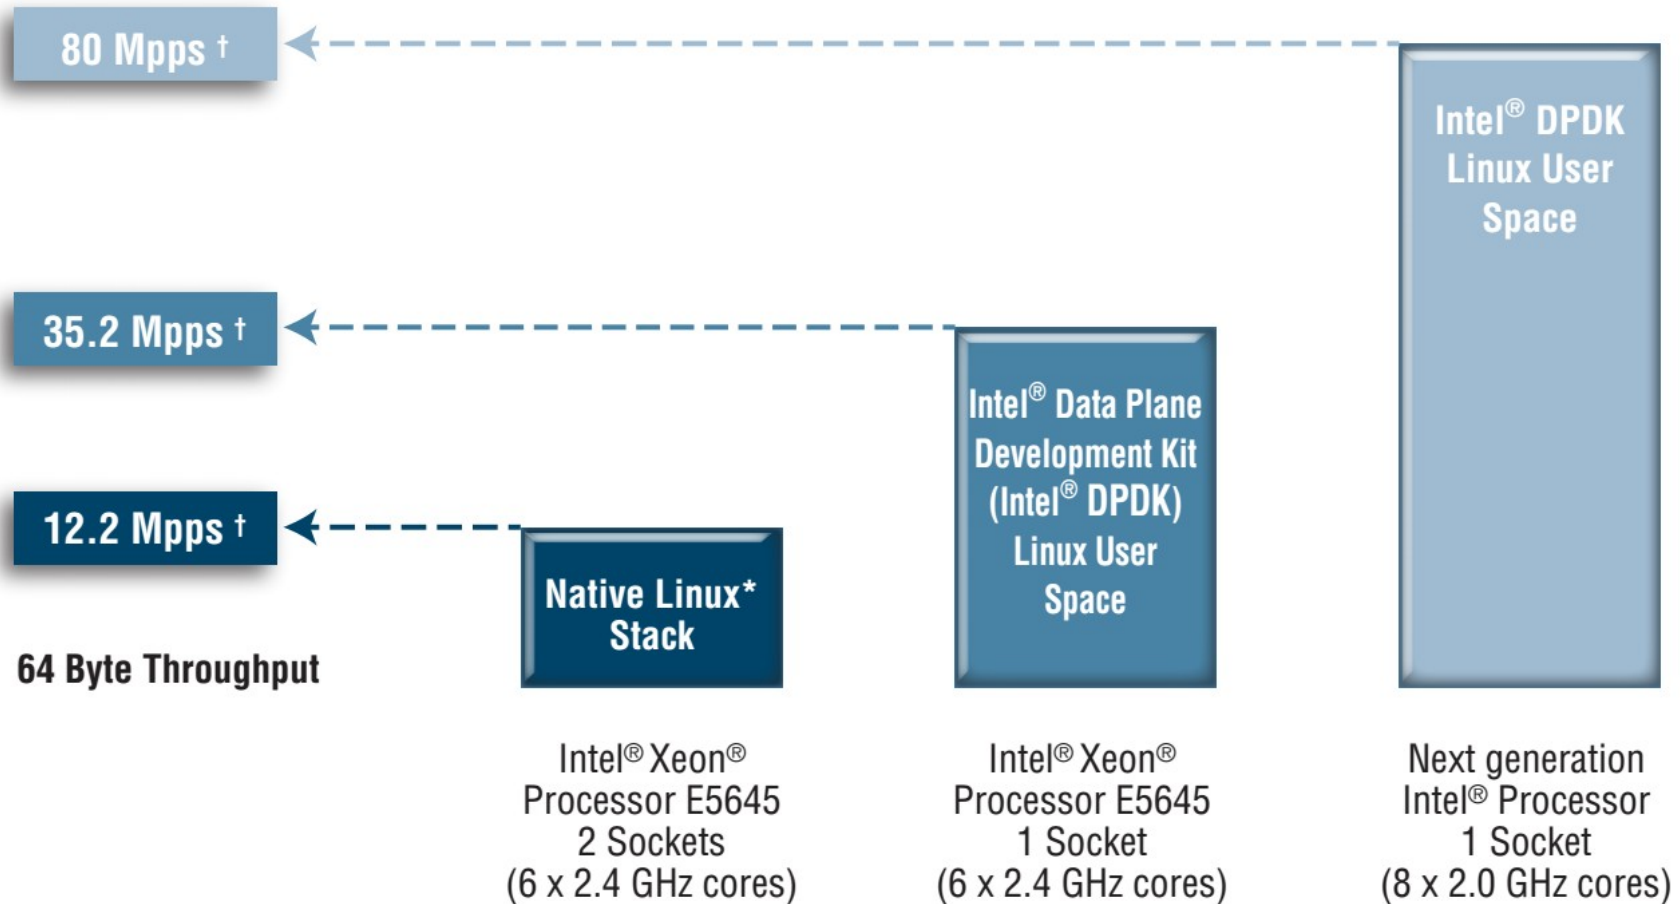 80 Mpps †
Intel® DPDK
Linux User
Space
35.2 Mpps †
Intel® Data Plane
Development Kit
(Intel® DPDK)
Linux User
Space
12.2 Mpps †
Native Linux*
Stack
64 Byte Throughput
Intel® Xeon®
Processor E5645
2 Sockets
(6 x 2.4 GHz cores)
Intel® Xeon®
Processor E5645
1 Socket
(6 x 2.4 GHz cores)
Next generation
Intel® Processor
1 Socket
(8 x 2.0 GHz cores)